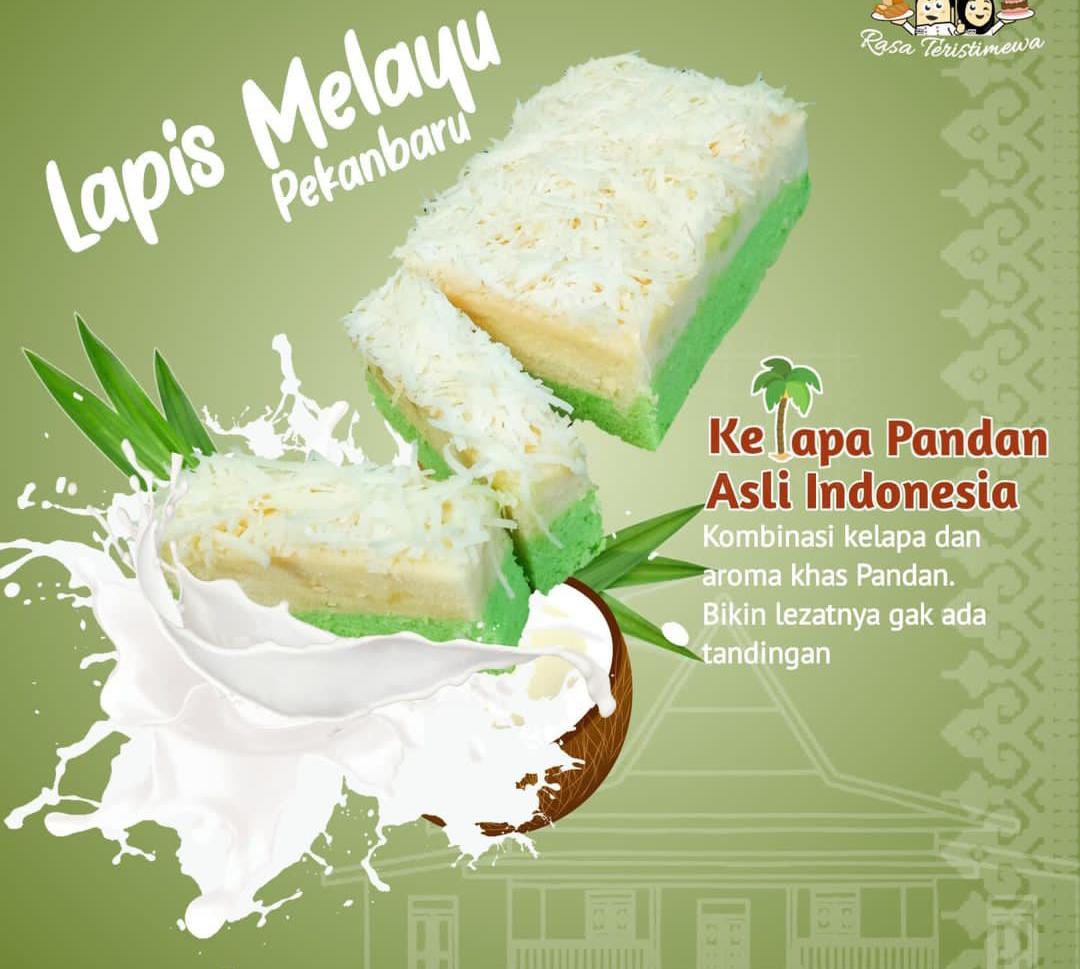 Rasa Teristimewa
Lapis Melayu
Pekanbaru
Kelapa Pandan
Asli Indonesia
Kombinasi kelapa dan
aroma khas Pandan.
Bikin lezatnya gak ada
tandingan